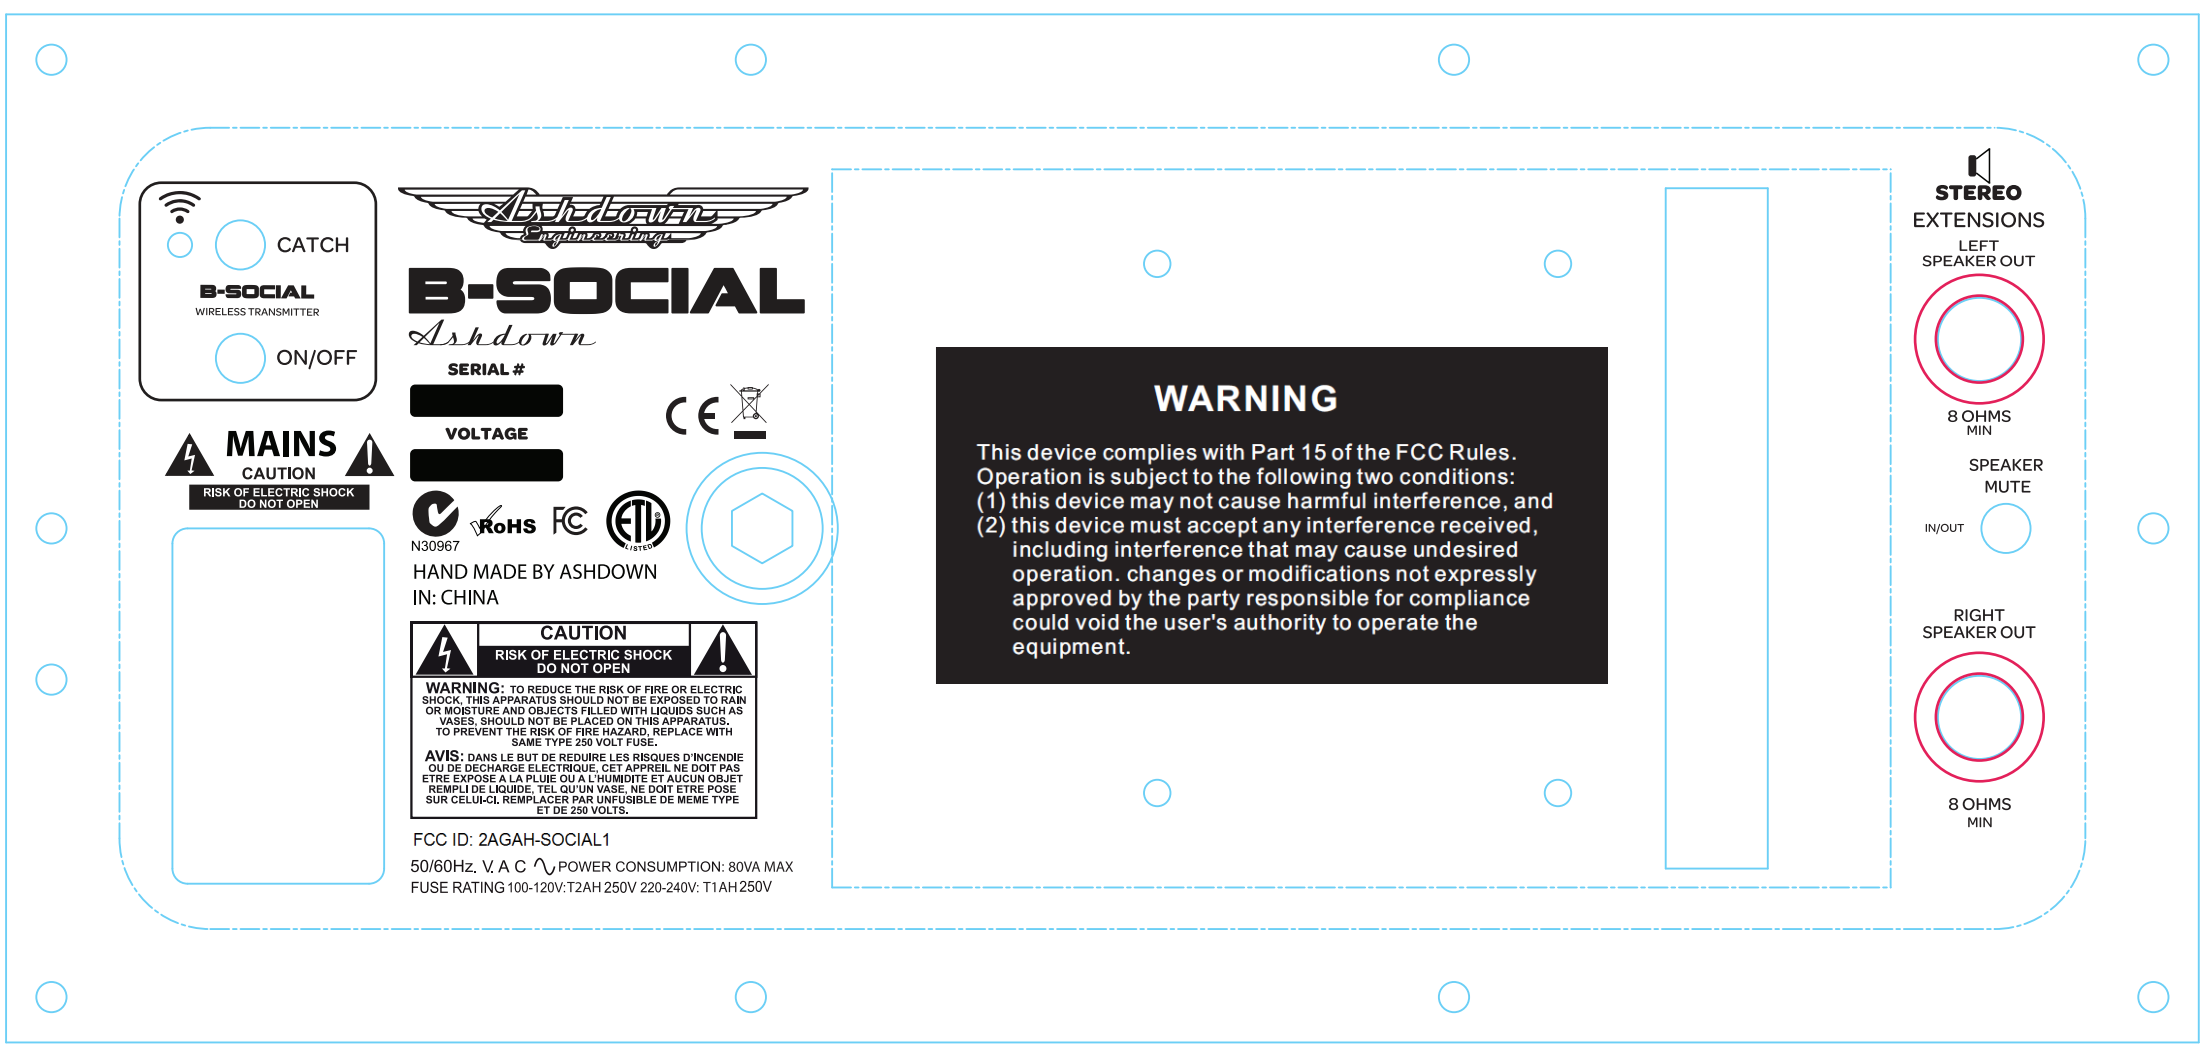 CATCH
B-SOCIAL
WIRELESS TRANSMITTER
ON/OFF
MAINS
CAUTION
RISK OF ELECTRIC SHOCK
DO NOT OPEN
Ashdown
Engineering
B-SOCIAL
Ashdown
SERIAL #
VOLTAGE
CE
N30967
RoHS
FC
ETL
LISTED
HAND MADE BY ASHDOWN
IN: CHINA
CAUTION
RISK OF ELECTRIC SHOCK
DO NOT OPEN
WARNING: TO REDUCE THE RISK OF FIRE OR ELECTRIC
SHOCK, THIS APPARATUS SHOULD NOT BE EXPOSED TO RAIN
OR MOISTURE AND OBJECTS FILLED WITH LIQUIDS SUCH AS
VASES, SHOULD NOT BE PLACED ON THIS APPARATUS.
TO PREVENT THE RISK OF FIRE HAZARD, REPLACE WITH
SAME TYPE 250 VOLT FUSE.
AVIS: DANS LE BUT DE REDUIRE LES RISQUES D'INCENDIE
OU DE DECHARGE ELECTRIQUE, CET APPREIL NE DOIT PAS
ETRE EXPOSE A LA PLUIE OU A L'HUMIDITE ET AUCUN OBJET
REMPLI DE LIQUIDE, TEL QU'UN VASE, NE DOIT ETRE POSE
SUR CELUI-CI. REMPLACER PAR UNFUSIBLE DE MEME TYPE
ET DE 250 VOLTS.
FCC ID: 2AGAH-SOCIAL1
50/60Hz. V. A C POWER CONSUMPTION: 80VA MAX
FUSE RATING 100-120V: T2AH 250V 220-240V: T1AH 250V
WARNING
This device complies with Part 15 of the FCC Rules.
Operation is subject to the following two conditions:
(1) this device may not cause harmful interference, and
(2) this device must accept any interference received,
including interference that may cause undesired
operation. changes or modifications not expressly
approved by the party responsible for compliance
could void the user's authority to operate the
equipment.
STEREO
EXTENSIONS
LEFT
SPEAKER OUT
8 OHMS
MIN
SPEAKER
MUTE
IN/OUT
RIGHT
SPEAKER OUT
8 OHMS
MIN